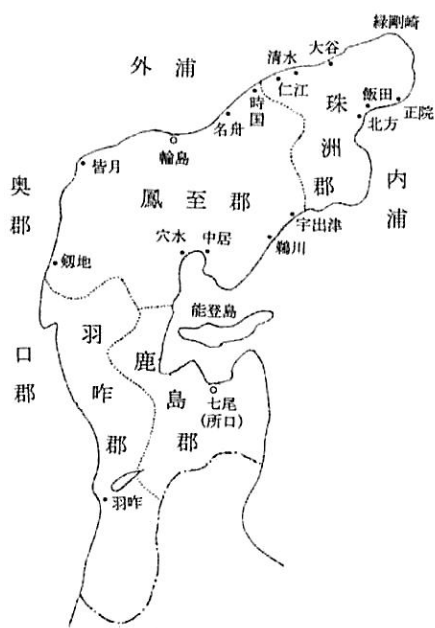 緑剛崎
大谷
清水
外浦
仁江
飯田
正院
珠洲郡
時国
北方
名舟
輪島
皆月
内浦
鳳至郡
奥郡
宇出津
穴水
中居
鵜川
剱地
能登島
羽咋郡
鹿島郡
口郡
七尾
(所口)
羽咋